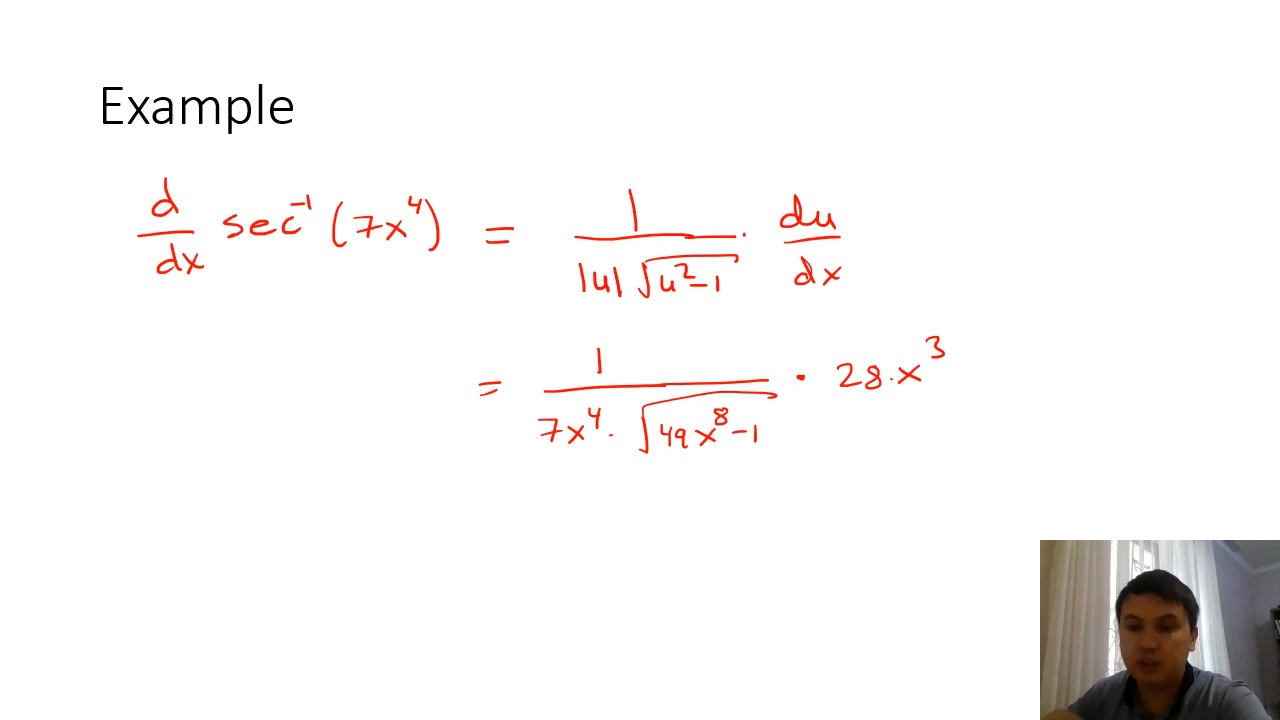 Example
d/dx sec⁻¹ (7x⁴) = 1/(|u| √(u²-1)) · du/dx
= 1/(7x⁴ · √(49x⁸-1)) · 28·x³